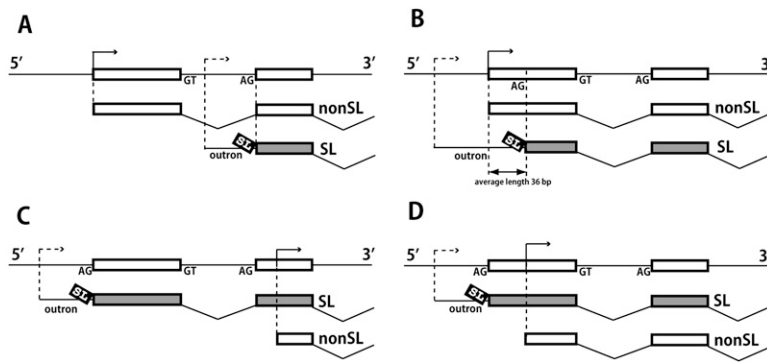 A
5' 3'
GT AG
nonSL
SL
SL
outron
B
5' 3'
AG GT AG
nonSL
SL
SL
outron
average length 36 bp
C
5' 3'
AG GT AG
SL
SL
outron
nonSL
D
5' 3'
AG GT AG
SL
SL
outron
nonSL